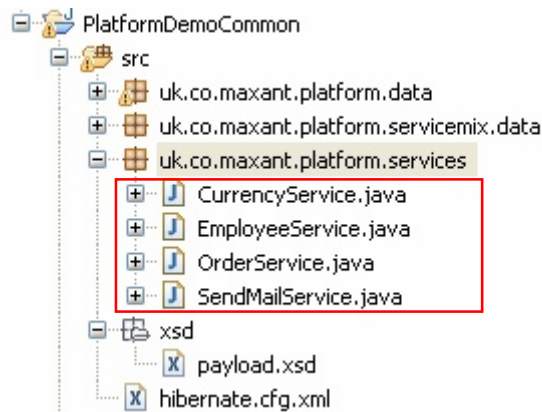 PlatformDemoCommon
src
uk.co.maxant.platform.data
uk.co.maxant.platform.servicemix.data
uk.co.maxant.platform.services
CurrencyService.java
EmployeeService.java
OrderService.java
SendMailService.java
xsd
payload.xsd
hibernate.cfg.xml